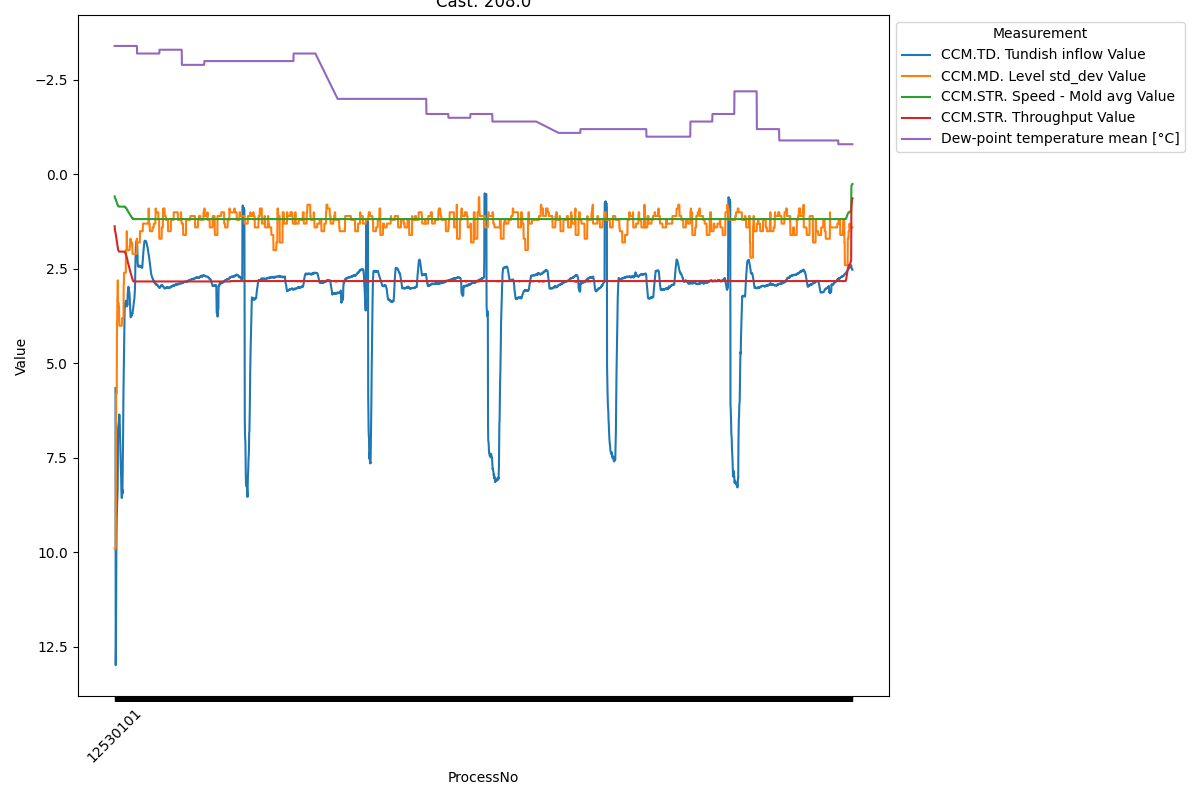 Cast: 208.0
Measurement
CCM.TD. Tundish inflow Value
CCM.MD. Level std_dev Value
CCM.STR. Speed - Mold avg Value
CCM.STR. Throughput Value
Dew-point temperature mean [°C]
Value
−2.5
0.0
2.5
5.0
7.5
10.0
12.5
12530101
ProcessNo